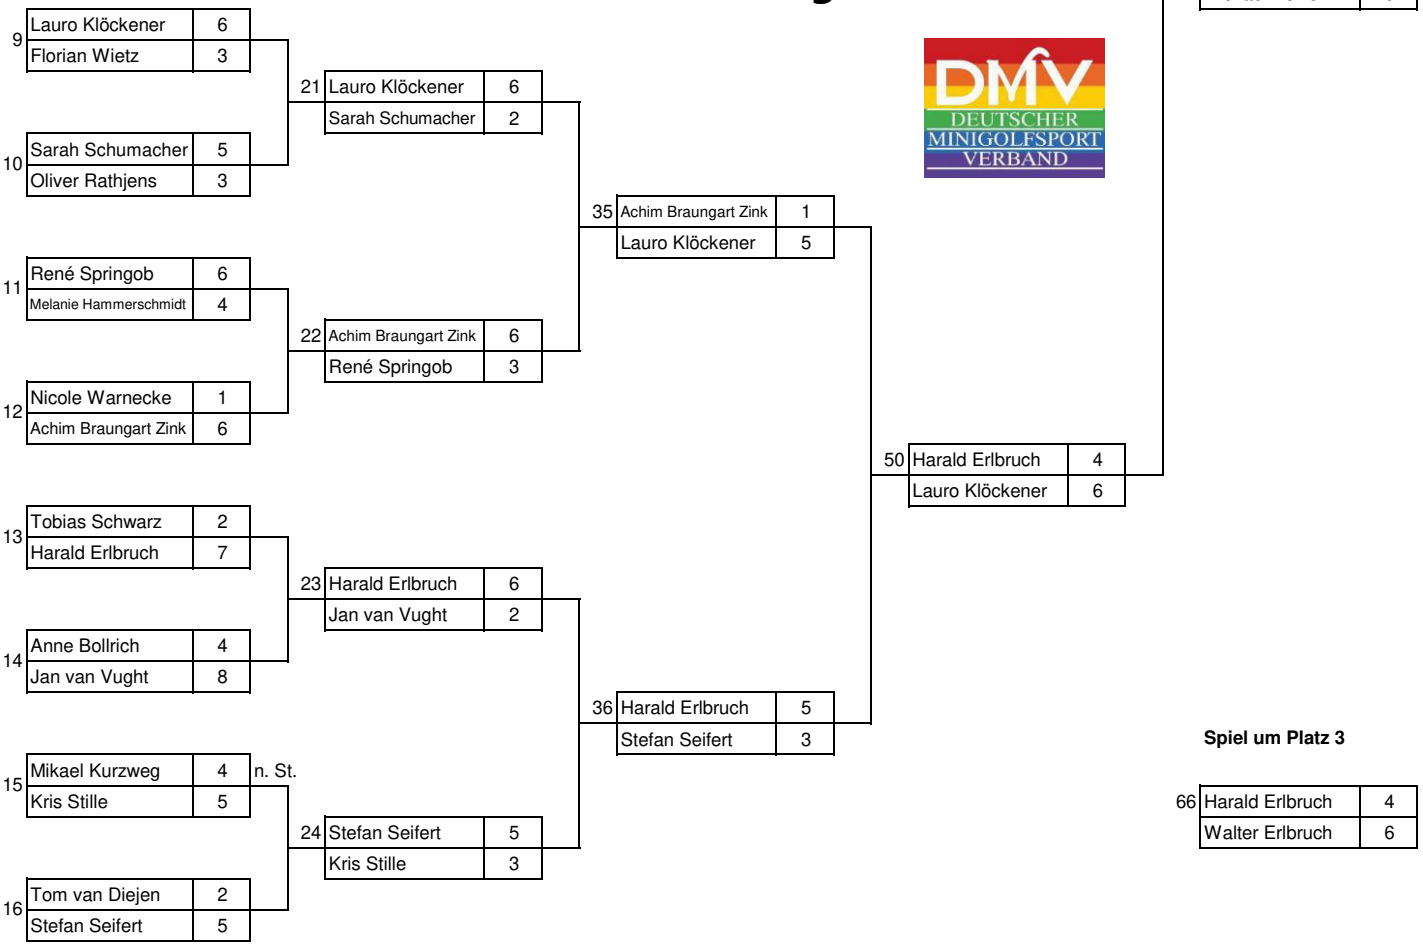 9 Lauro Klöckener 6
Florian Wietz 3
21 Lauro Klöckener 6
Sarah Schumacher 2
10 Sarah Schumacher 5
Oliver Rathjens 3
35 Achim Braungart Zink 1
Lauro Klöckener 5
11 René Springob 6
Melanie Hammerschmidt 4
22 Achim Braungart Zink 6
René Springob 3
12 Nicole Warnecke 1
Achim Braungart Zink 6
50 Harald Erlbruch 4
Lauro Klöckener 6
13 Tobias Schwarz 2
Harald Erlbruch 7
23 Harald Erlbruch 6
Jan van Vught 2
14 Anne Bollrich 4
Jan van Vught 8
36 Harald Erlbruch 5
Stefan Seifert 3
15 Mikael Kurzweg 4 n. St.
Kris Stille 5
24 Stefan Seifert 5
Kris Stille 3
16 Tom van Diejen 2
Stefan Seifert 5
DMV
DEUTSCHER
MINIGOLFSPORT
VERBAND
Spiel um Platz 3
66 Harald Erlbruch 4
Walter Erlbruch 6